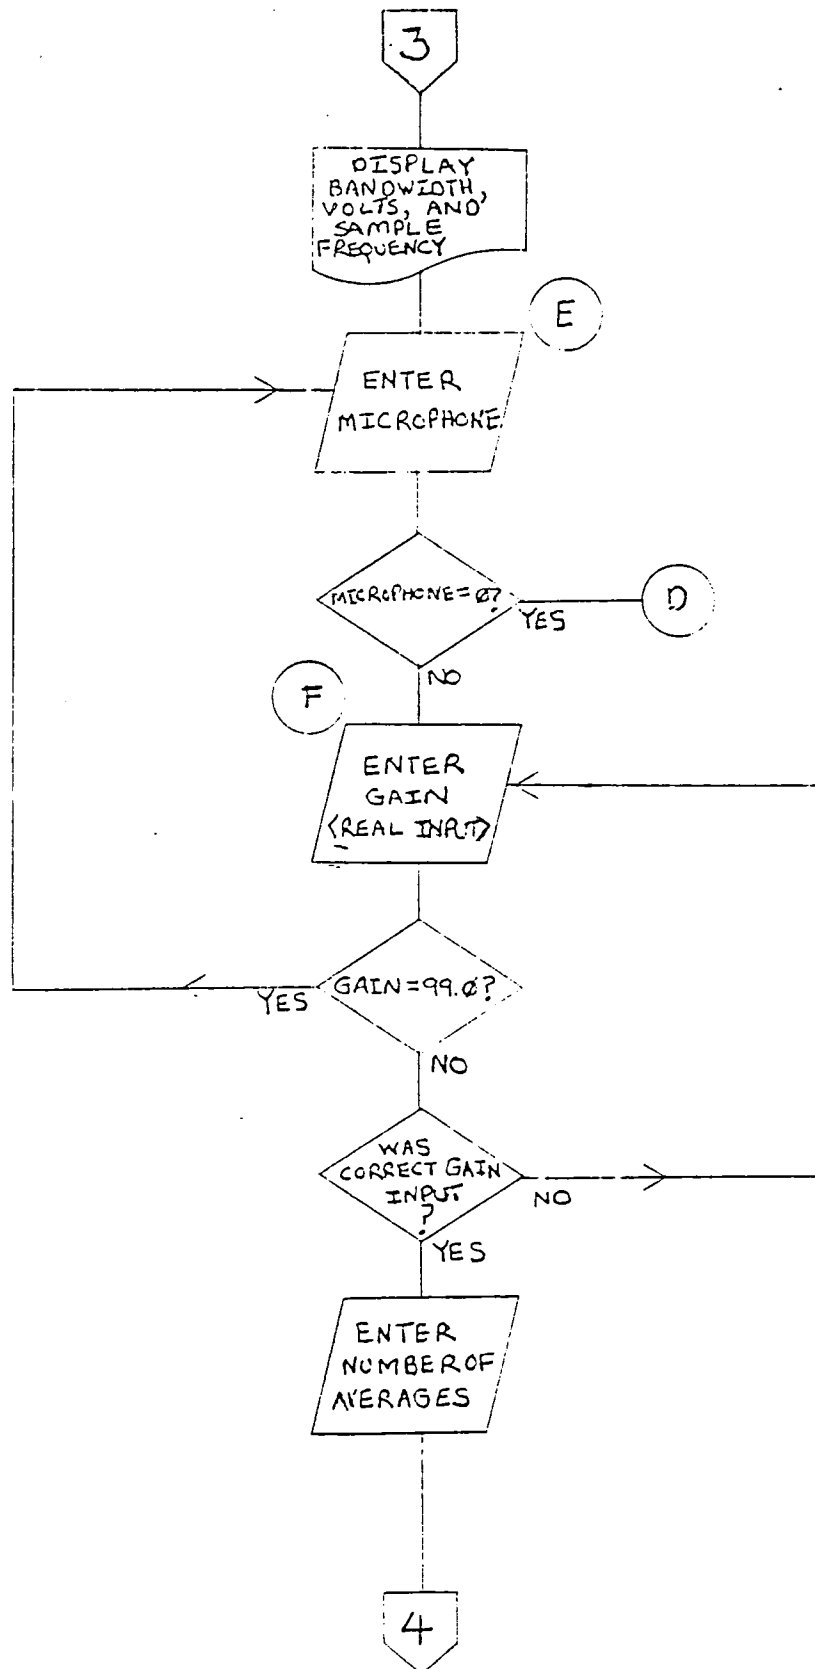 3
DISPLAY
BANDWIDTH,
VOLTS, AND
SAMPLE
FREQUENCY
E
ENTER
MICROPHONE.
MICROPHONE=Ø?
YES
D
NO
F
ENTER
GAIN
<REAL INPUT>
GAIN=99.Ø?
YES
NO
WAS
CORRECT GAIN
INPUT
?
NO
YES
ENTER
NUMBER OF
AVERAGES
4